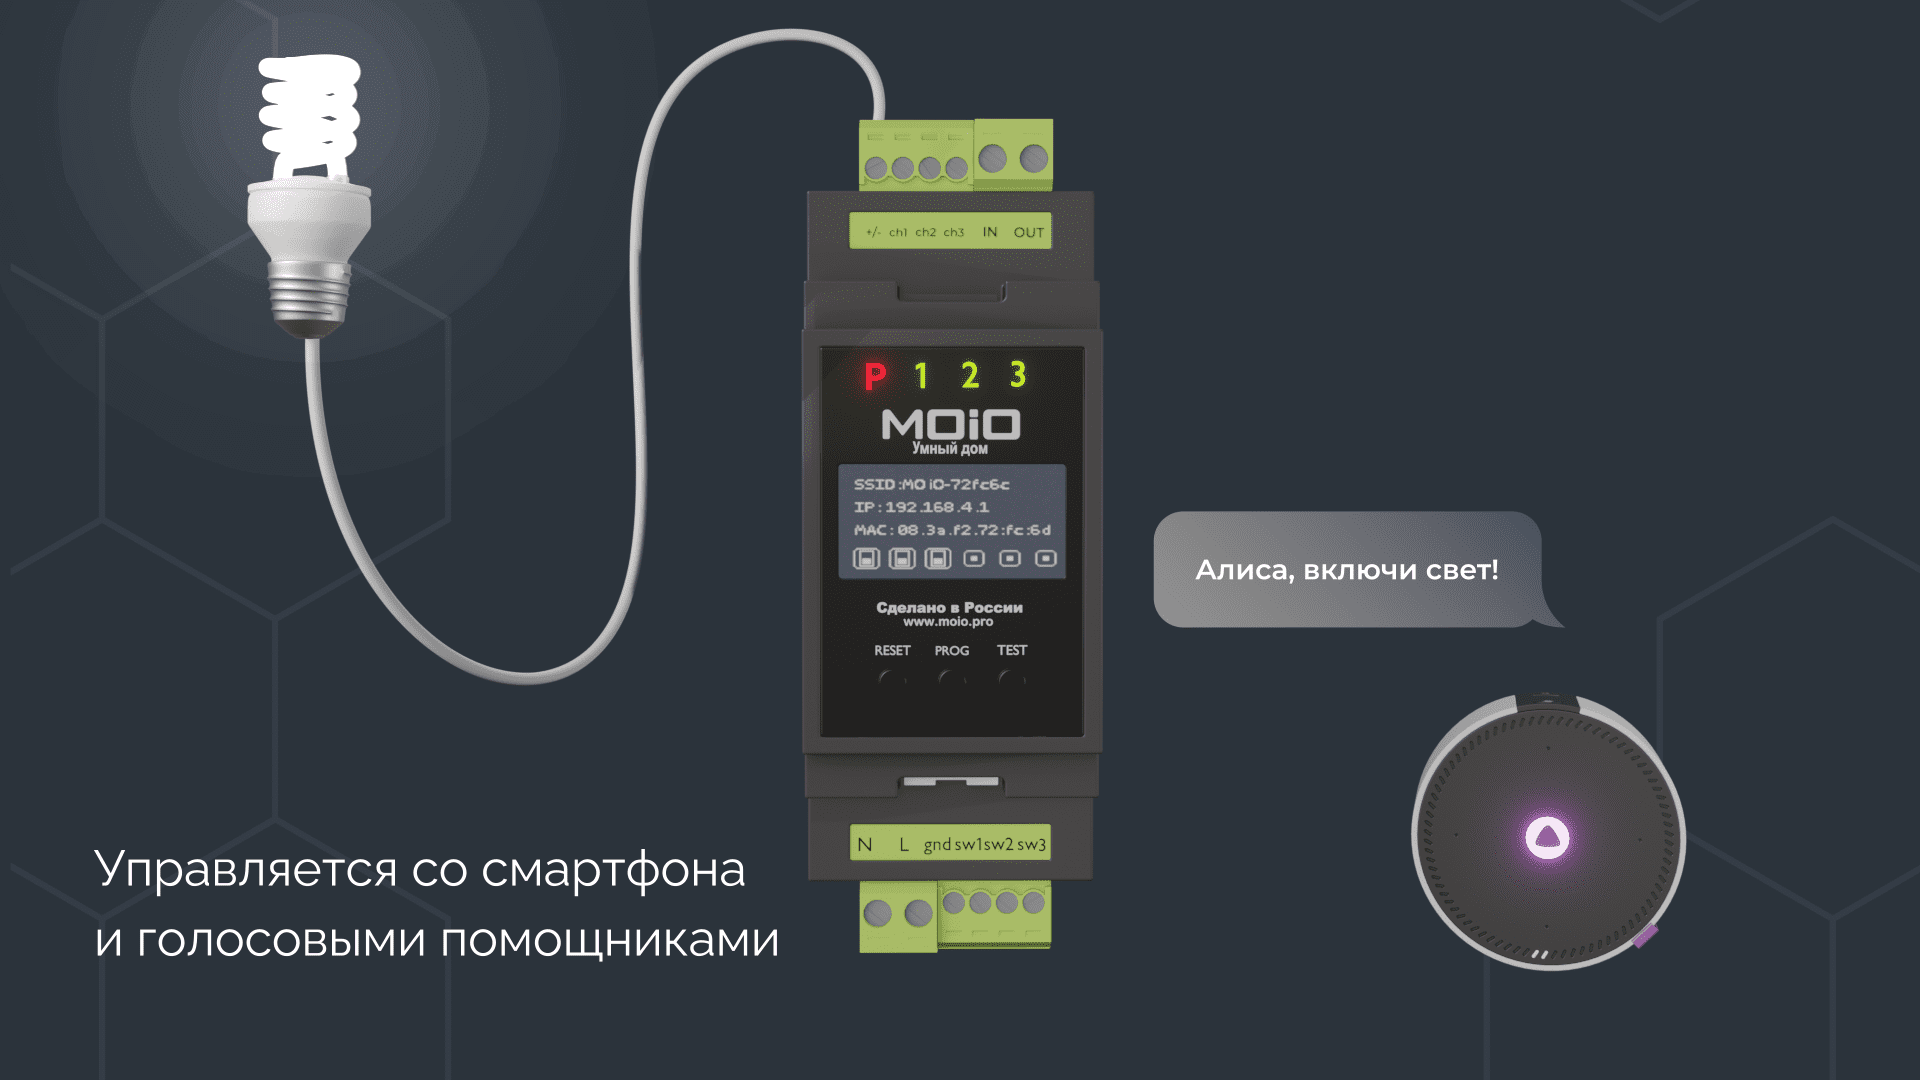 +/- ch1 ch2 ch3 IN OUT
P 1 2 3
MOiO
Умный дом
SSID:MOiO-72fc6c
IP:192.168.4.1
MAC:08.3a.f2.72:fc:6d
Сделано в России
www.moio.pro
RESET PROG TEST
N L gnd sw1 sw2 sw3
Алиса, включи свет!
Управляется со смартфона
и голосовыми помощниками